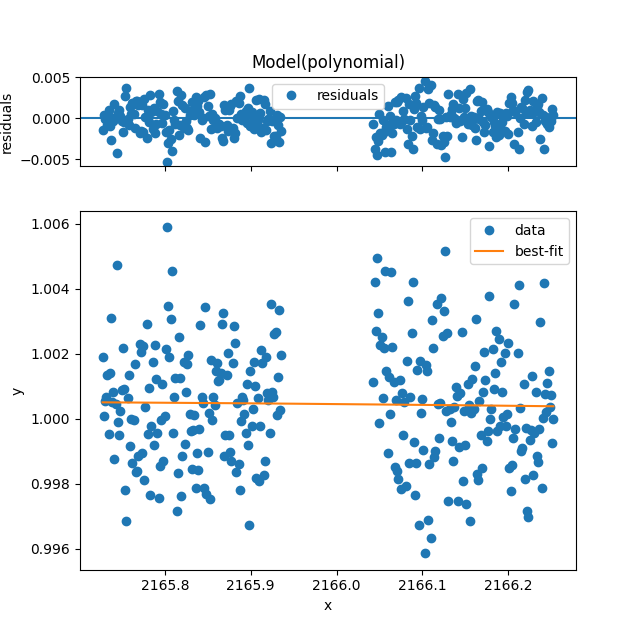 Model(polynomial)
residuals
0.005
0.000
−0.005
residuals
y
1.006
1.004
1.002
1.000
0.998
0.996
data
best-fit
2165.8 2165.9 2166.0 2166.1 2166.2
x